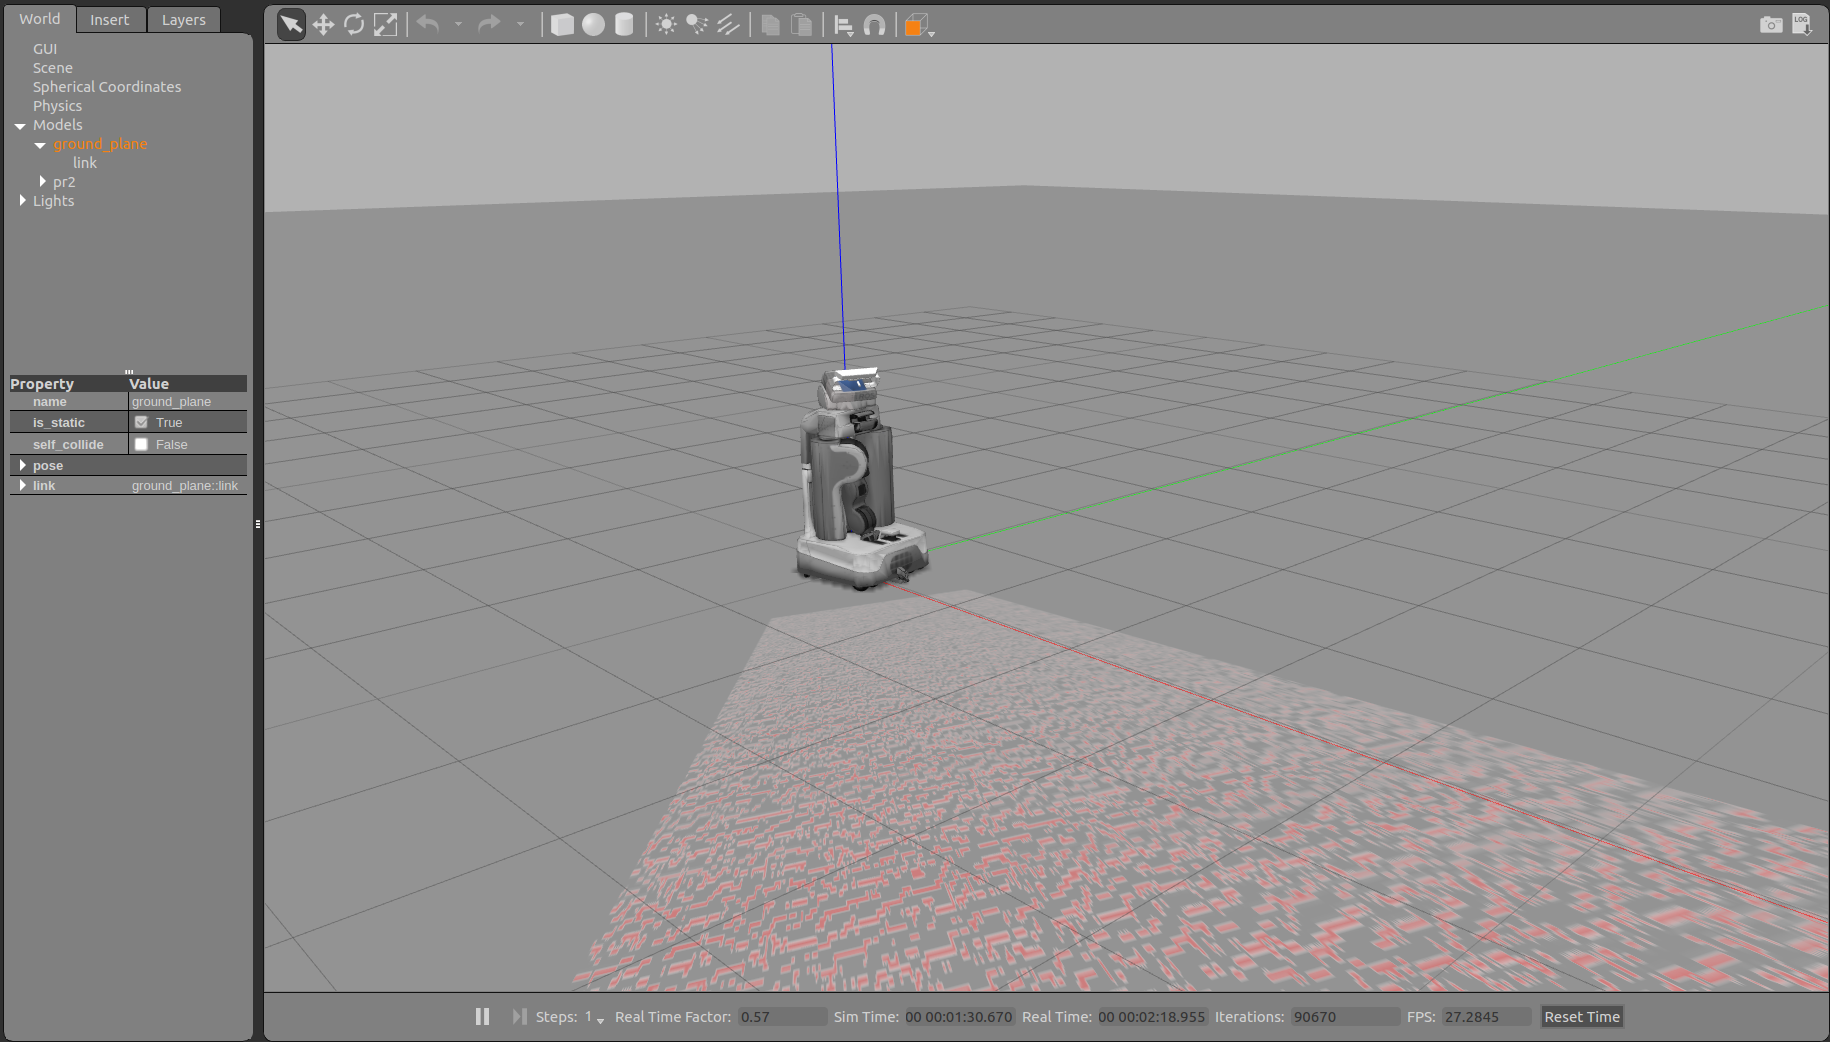 World Insert Layers
LOG
GUI
Scene
Spherical Coordinates
Physics
Models
ground_plane
link
pr2
Lights
Property Value
name ground_plane
is_static True
self_collide False
pose
link ground_plane::link
Steps: 1 Real Time Factor: 0.57 Sim Time: 00 00:01:30.670 Real Time: 00 00:02:18.955 Iterations: 90670 FPS: 27.2845 Reset Time